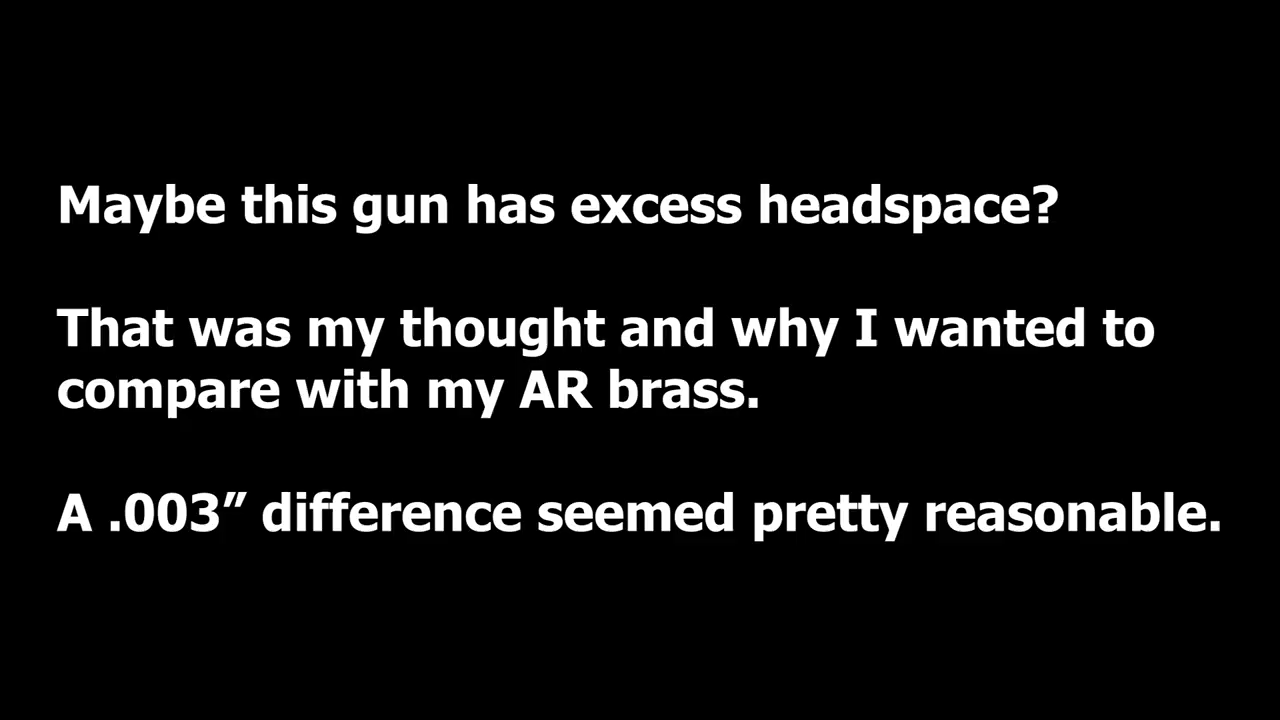 Maybe this gun has excess headspace?
That was my thought and why I wanted to
compare with my AR brass.
A .003” difference seemed pretty reasonable.